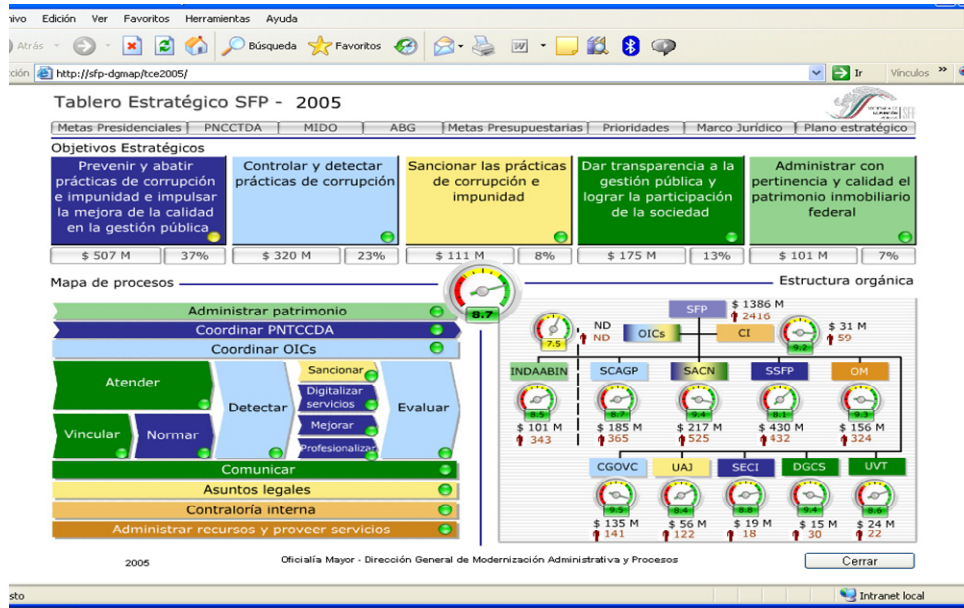 ivo Edición Ver Favoritos Herramientas Ayuda
Atrás Búsqueda Favoritos
ción http://sfp-dgmap/tce2005/ Ir Vínculos »
Tablero Estratégico SFP - 2005
Metas Presidenciales PNCCTDA MIDO ABG Metas Presupuestarias Prioridades Marco Jurídico Plano estratégico
Objetivos Estratégicos
Prevenir y abatir
prácticas de corrupción
e impunidad e impulsar
la mejora de la calidad
en la gestión pública
Controlar y detectar
prácticas de corrupción
Sancionar las prácticas
de corrupción e
impunidad
Dar transparencia a la
gestión pública y
lograr la participación
de la sociedad
Administrar con
pertinencia y calidad el
patrimonio inmobiliario
federal
$ 507 M 37% $ 320 M 23% $ 111 M 8% $ 175 M 13% $ 101 M 7%
Mapa de procesos
8.7
Estructura orgánica
Administrar patrimonio
Coordinar PNTCCDA
Coordinar OICs
Atender
Vincular
Normar
Detectar
Sancionar
Digitalizar
servicios
Mejorar
Profesionalizar
Evaluar
Comunicar
Asuntos legales
Contraloría interna
Administrar recursos y proveer servicios
SFP $ 1386 M
2416
7.5 ND
ND
OICs CI 9.2 $ 31 M
59
INDAABIN SCAGP SACN SSFP OM
8.5 8.7 9.4 8.1 9.3
$ 101 M $ 185 M $ 217 M $ 430 M $ 156 M
343 365 525 432 324
CGOVC UAJ SECI DGCS UVT
9.5 8.4 8.8 9.4 8.6
$ 135 M $ 56 M $ 19 M $ 15 M $ 24 M
141 122 18 30 22
2005 Oficialía Mayor - Dirección General de Modernización Administrativa y Procesos Cerrar
sto Intranet local